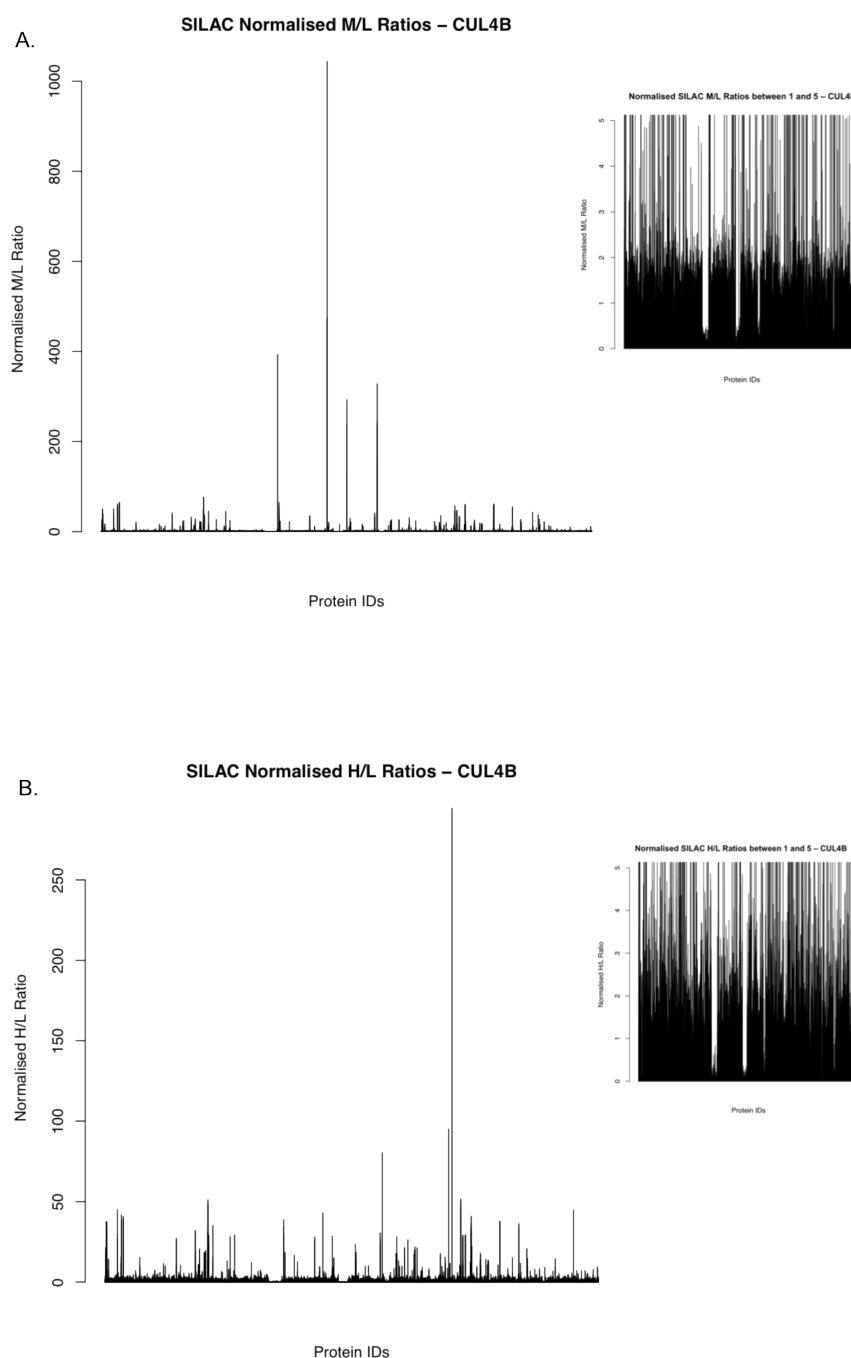 A.
SILAC Normalised M/L Ratios – CUL4B
Normalised M/L Ratio
1000
800
600
400
200
0
Protein IDs
Normalised SILAC M/L Ratios between 1 and 5 – CUL4
Normalised M/L Ratio
5
4
3
2
1
0
Protein IDs
B.
SILAC Normalised H/L Ratios – CUL4B
Normalised H/L Ratio
250
200
150
100
50
0
Protein IDs
Normalised SILAC H/L Ratios between 1 and 5 – CUL4B
Normalised H/L Ratio
5
4
3
2
1
0
Protein IDs